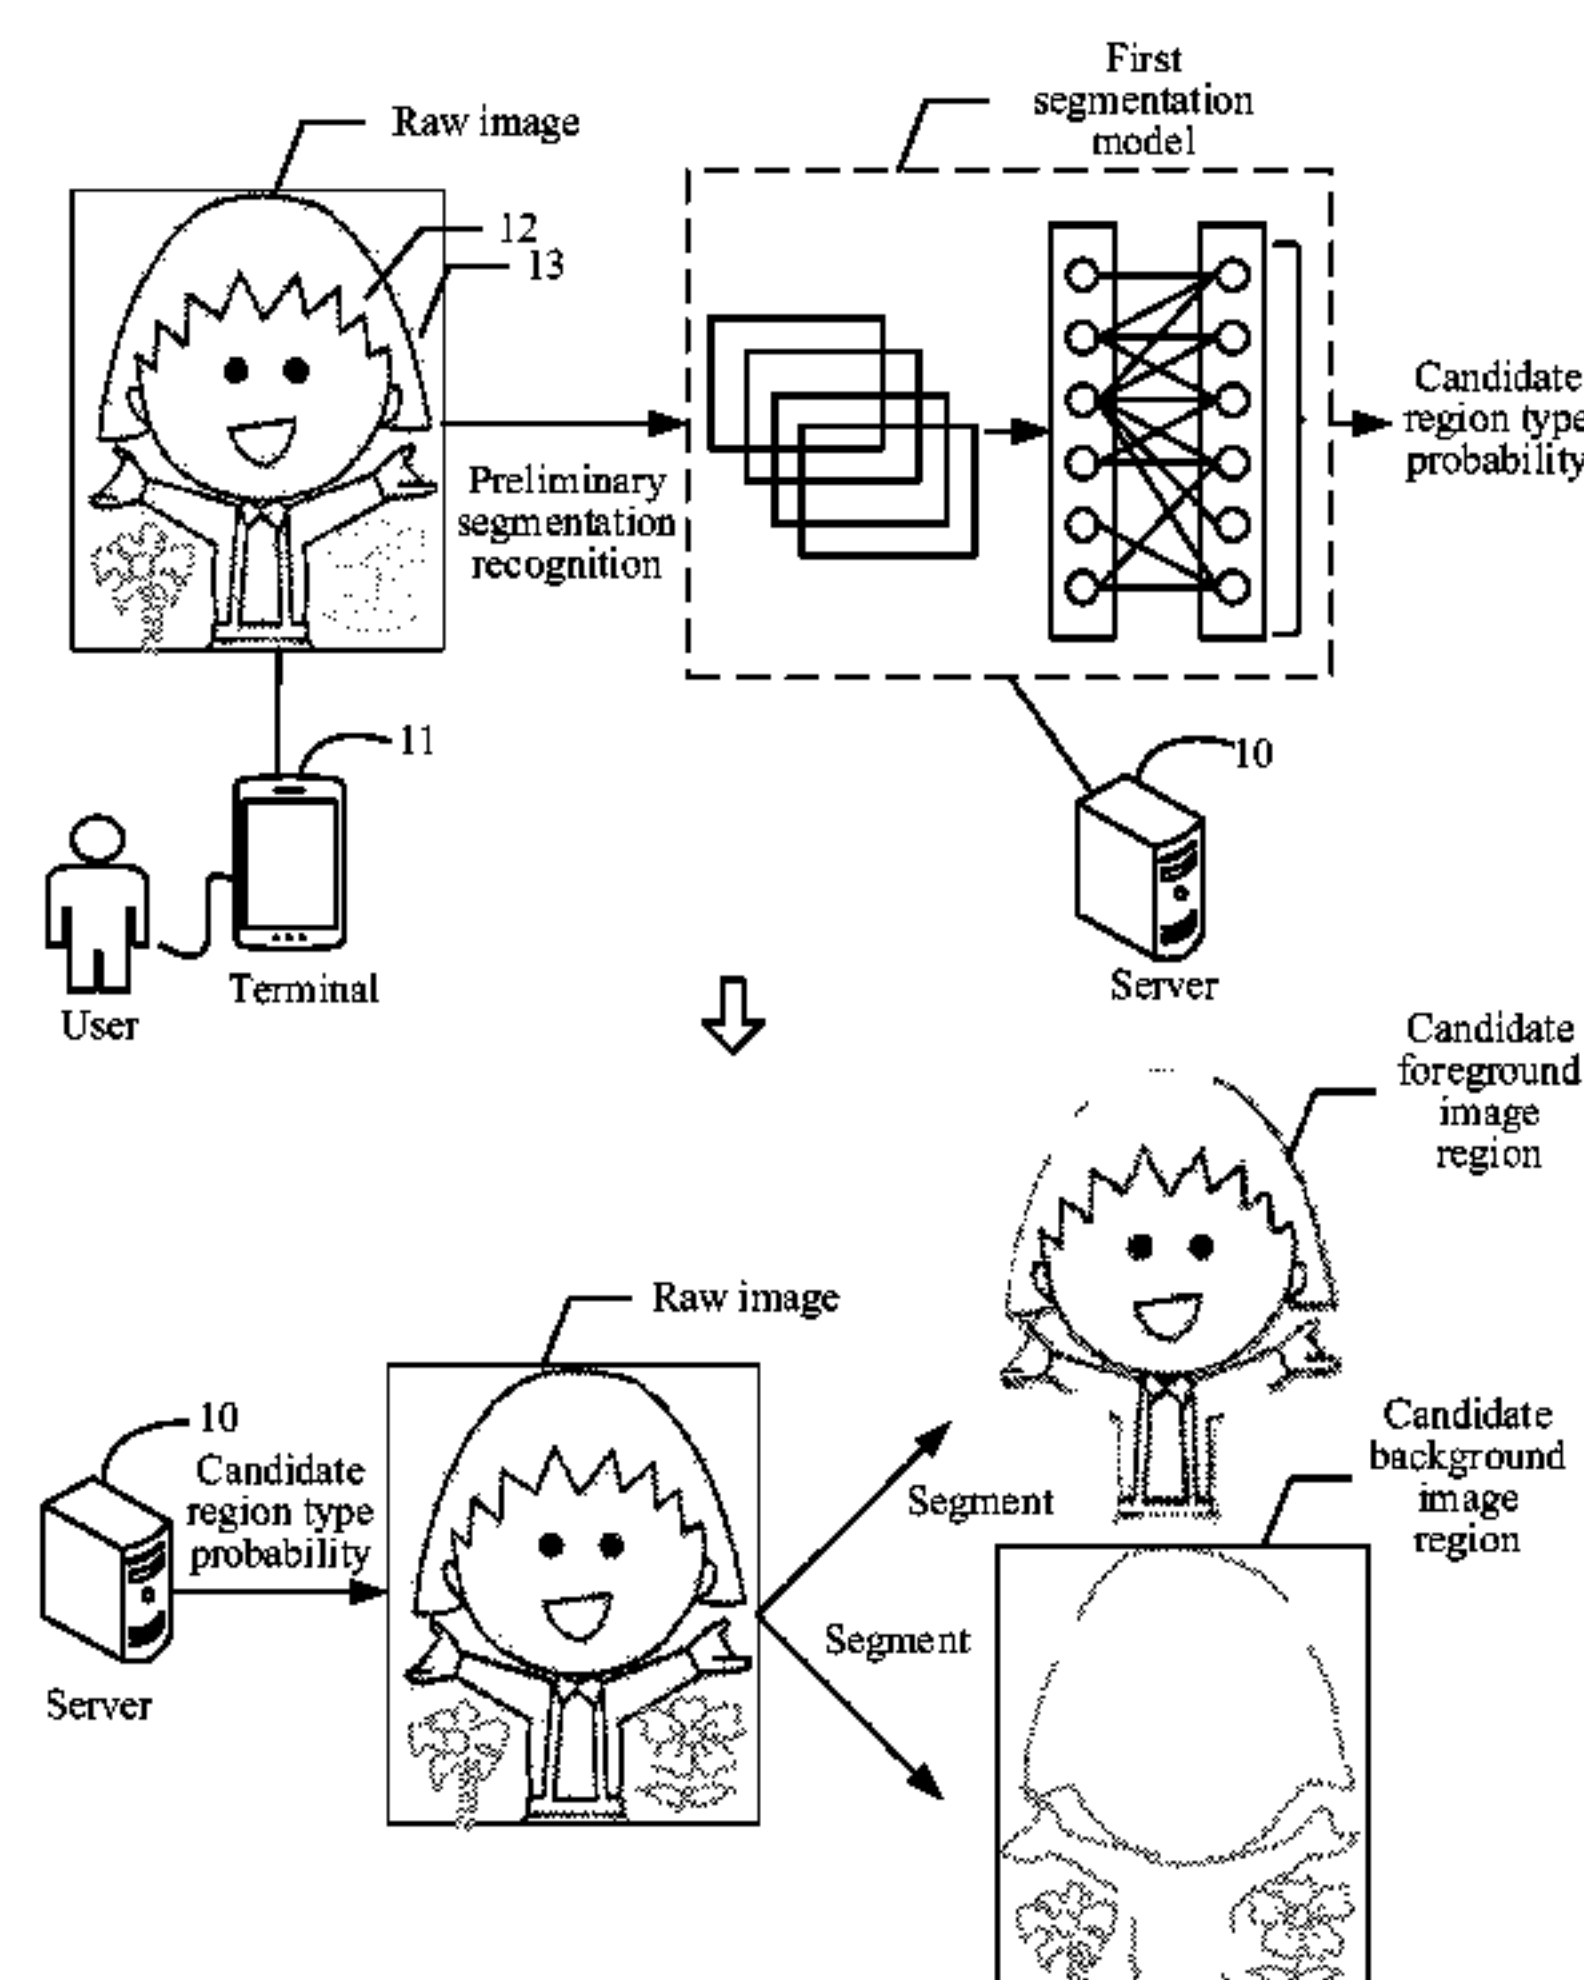 First
segmentation
model
Raw image
12
13
Candidate
region type
probability
Preliminary
segmentation
recognition
11
10
Terminal
User
Server
Candidate
foreground
image
region
Raw image
10
Candidate
region type
probability
Candidate
background
image
region
Segment
Segment
Server